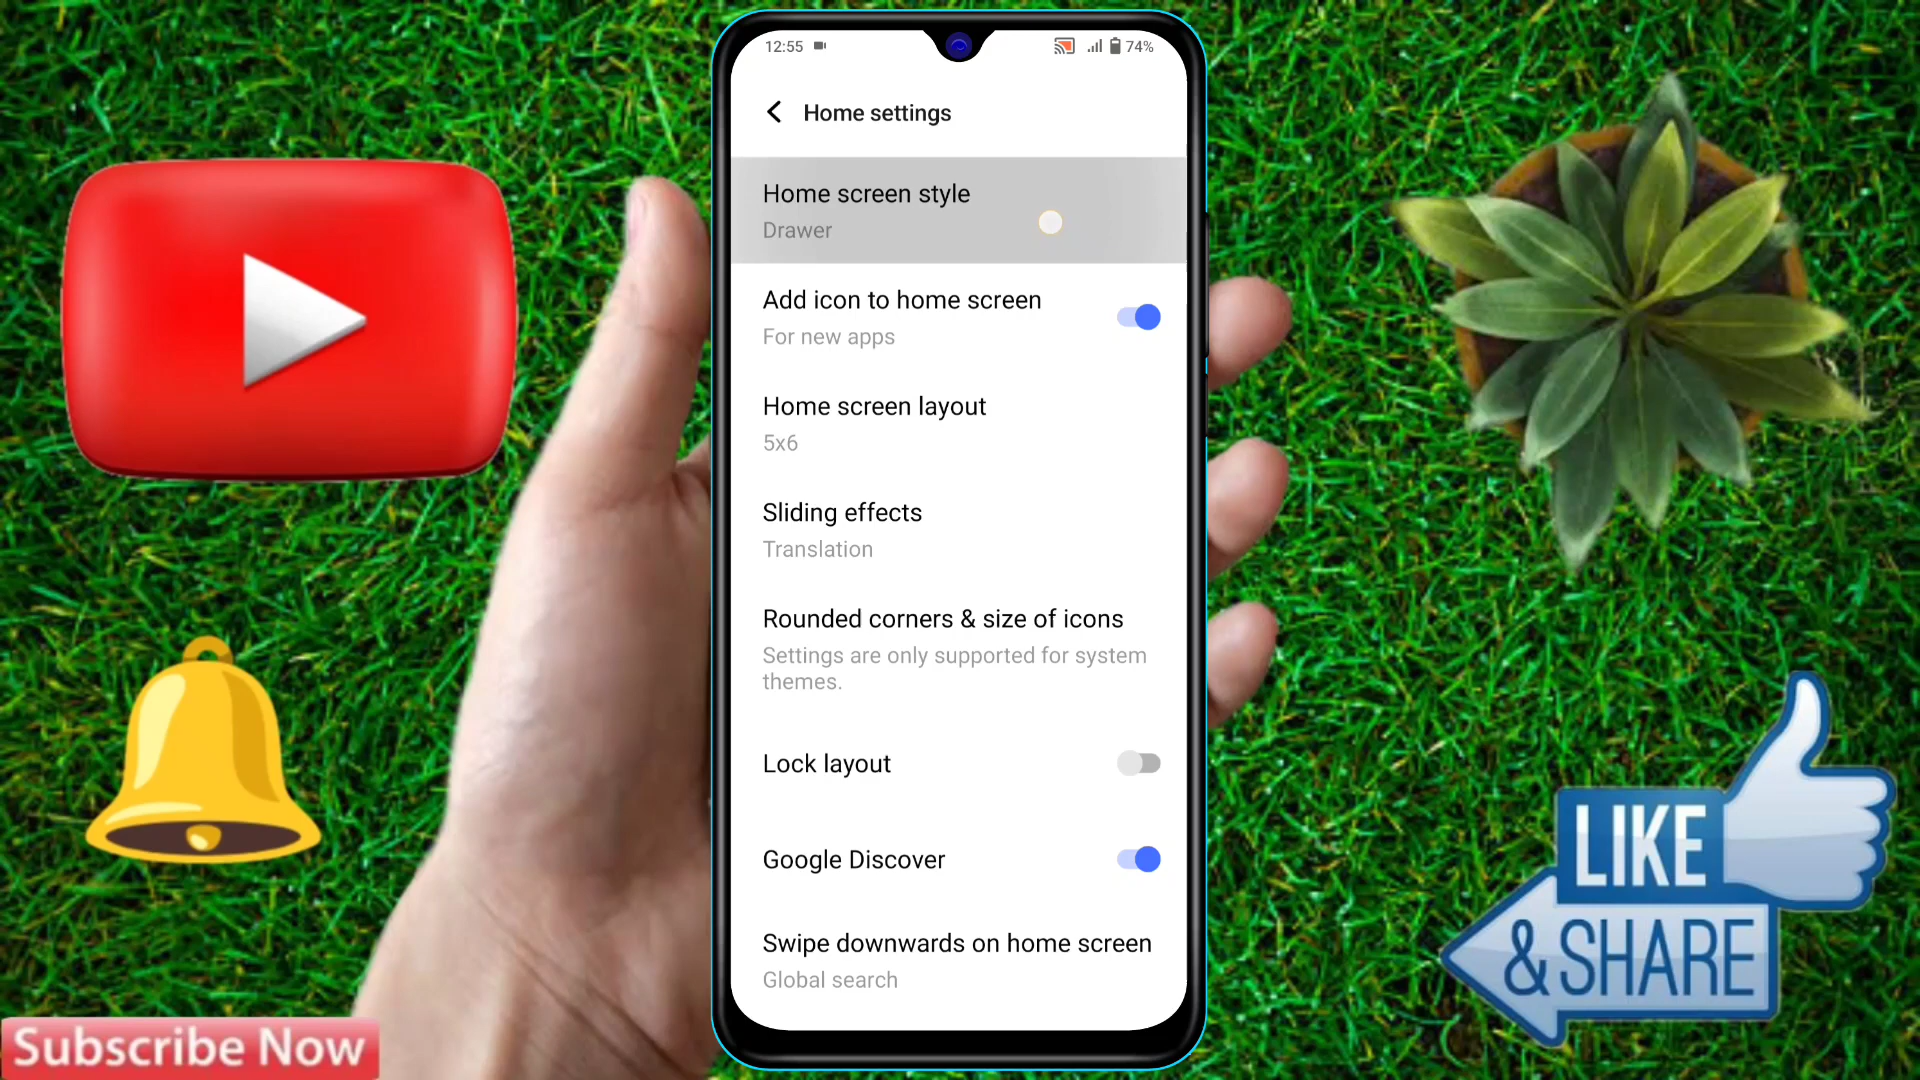 12:55
74%
Home settings
Home screen style
Drawer
Add icon to home screen
For new apps
Home screen layout
5x6
Sliding effects
Translation
Rounded corners & size of icons
Settings are only supported for system
themes.
Lock layout
Google Discover
Swipe downwards on home screen
Global search
Subscribe Now
LIKE
& SHARE